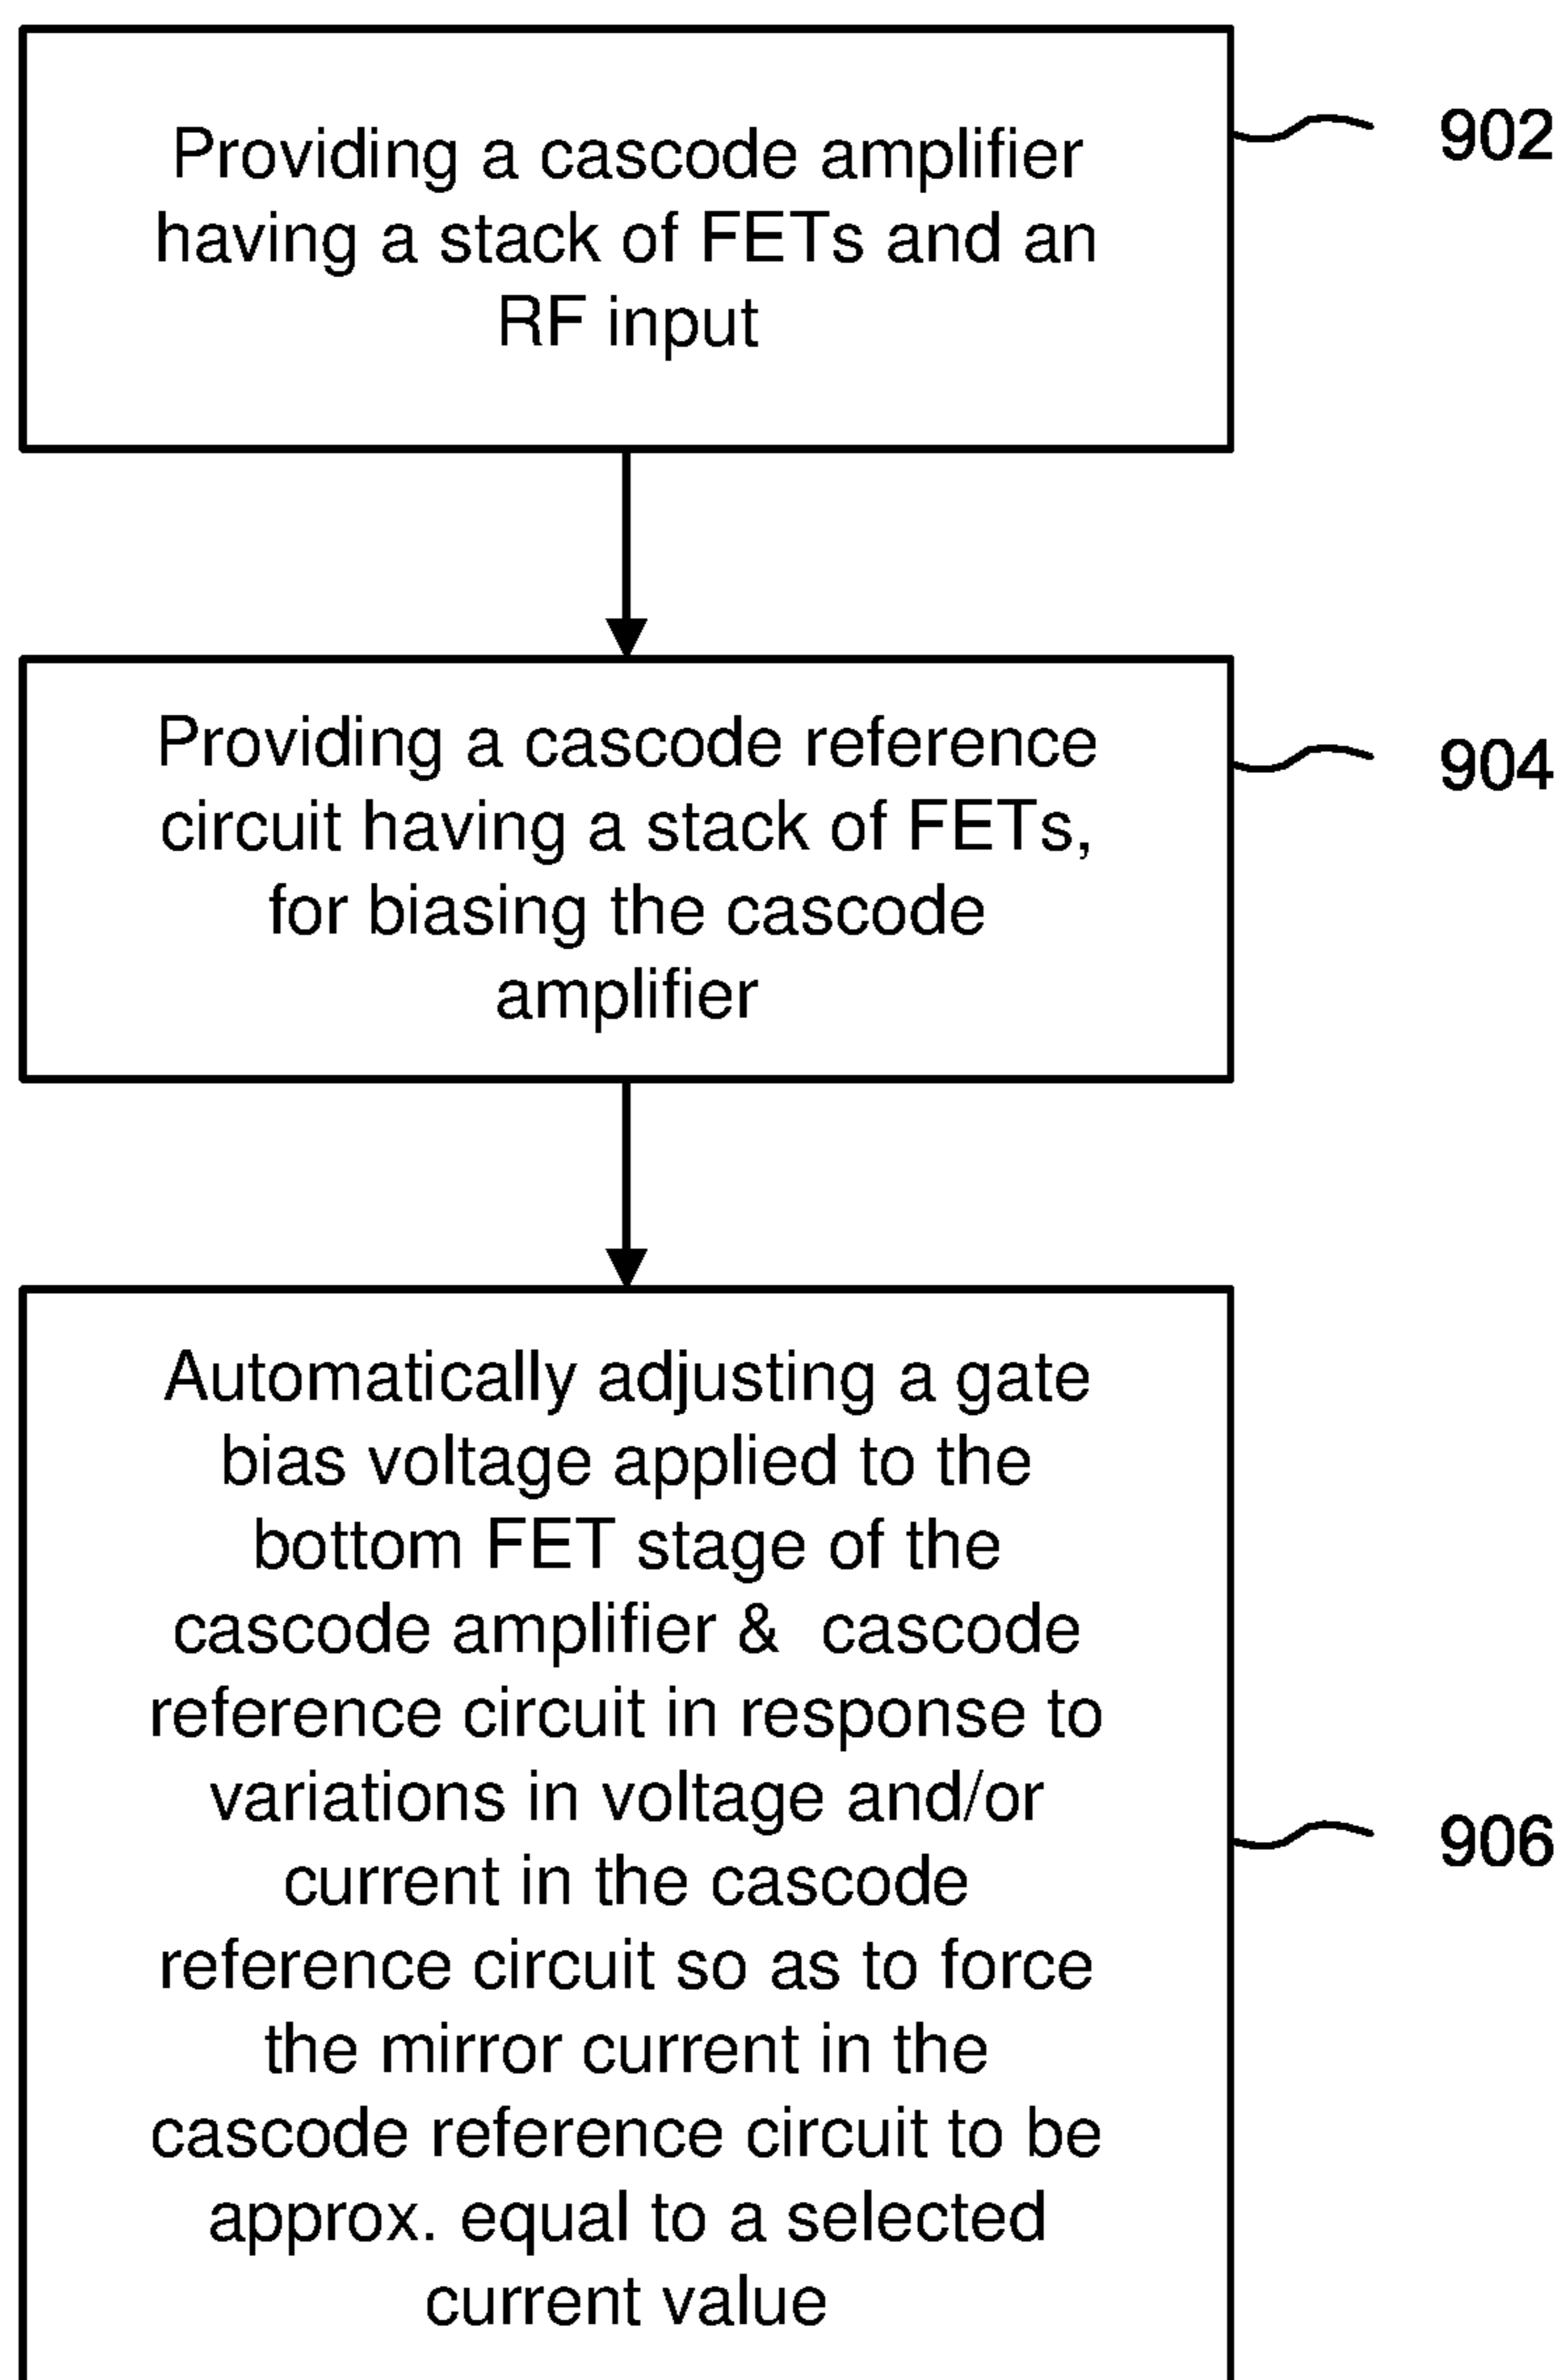 Providing a cascode amplifier
having a stack of FETs and an
RF input
902
Providing a cascode reference
circuit having a stack of FETs,
for biasing the cascode
amplifier
904
Automatically adjusting a gate
bias voltage applied to the
bottom FET stage of the
cascode amplifier & cascode
reference circuit in response to
variations in voltage and/or
current in the cascode
reference circuit so as to force
the mirror current in the
cascode reference circuit to be
approx. equal to a selected
current value
906